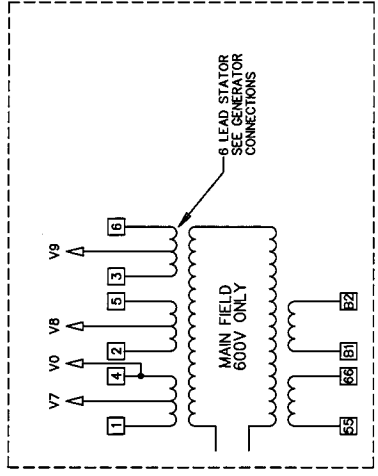 6 LEAD STATOR
SEE GENERATOR
CONNECTIONS
V9
V8
V0
V7
6
3
5
2
4
1
MAIN FIELD
600V ONLY
B2
B1
66
55